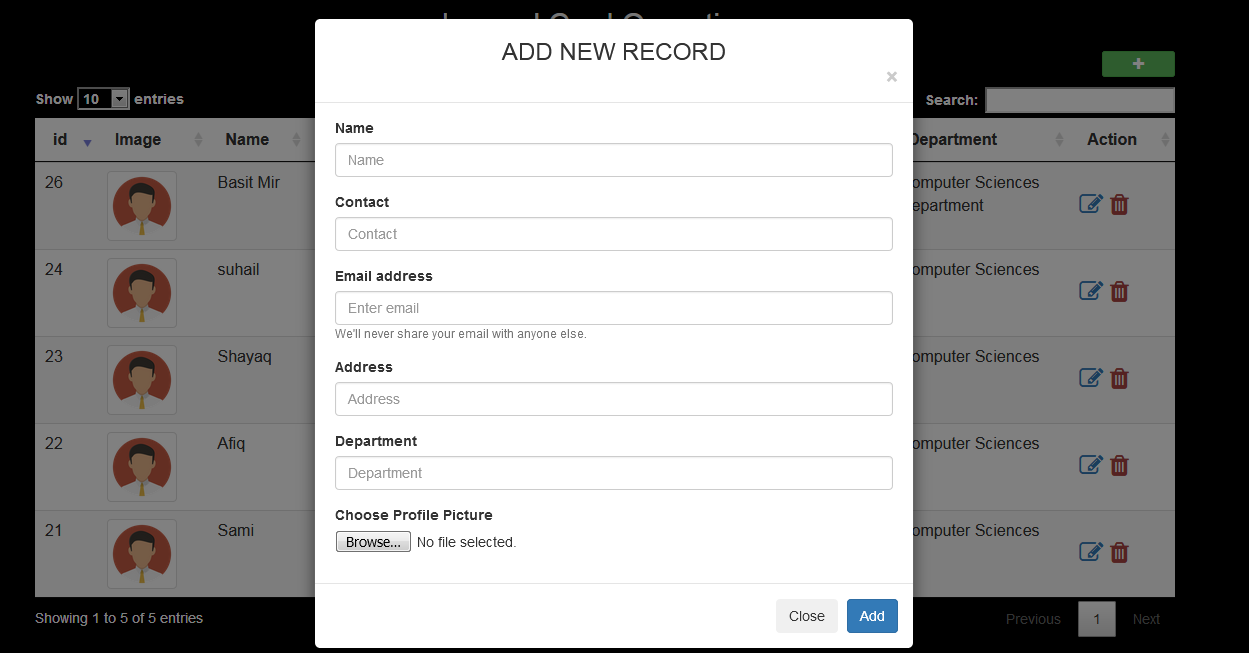 ADD NEW RECORD
×
+
Show 10 entries
Search:
id Image Name
Action
Name
Name
Contact
Contact
Email address
Enter email
We'll never share your email with anyone else.
Address
Address
Department
Department
Choose Profile Picture
Browse... No file selected.
Close Add
26 Basit Mir
24 suhail
23 Shayaq
22 Afiq
21 Sami
epartment
omputer Sciences
epartment
omputer Sciences
omputer Sciences
omputer Sciences
omputer Sciences
Showing 1 to 5 of 5 entries
Previous 1 Next